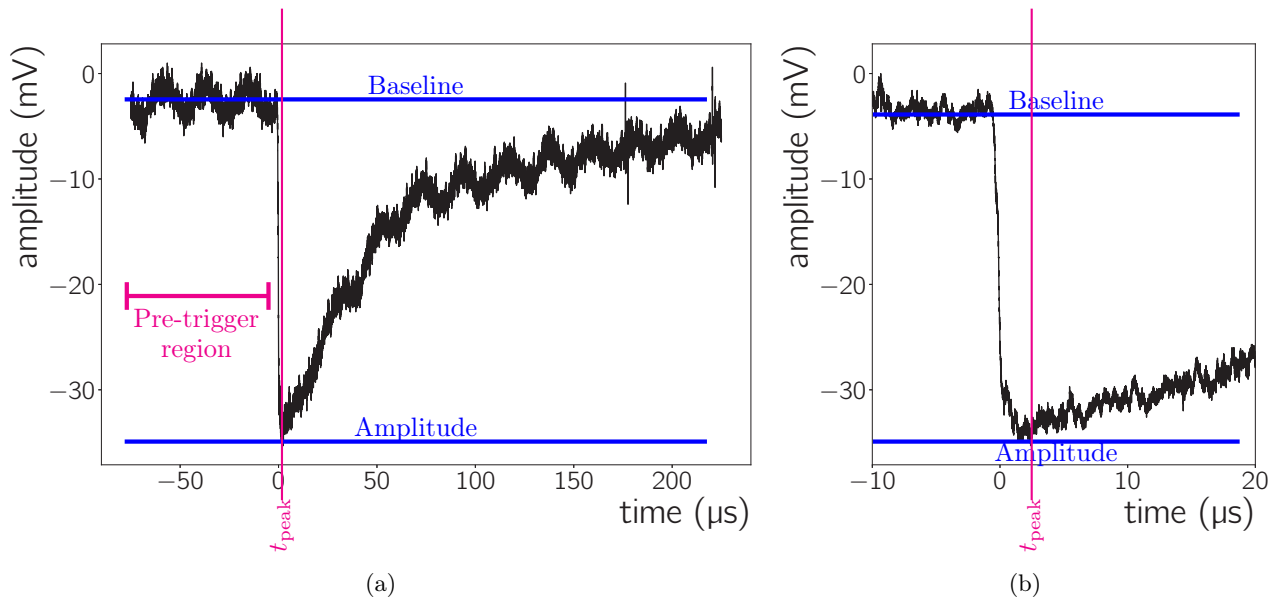 amplitude (mV)
0
−10
−20
−30
Baseline
Pre-trigger
region
Amplitude
−50
0
50
100
150
200
time (μs)
t_peak
(a)
amplitude (mV)
0
−10
−20
−30
Baseline
Amplitude
−10
0
10
20
time (μs)
t_peak
(b)